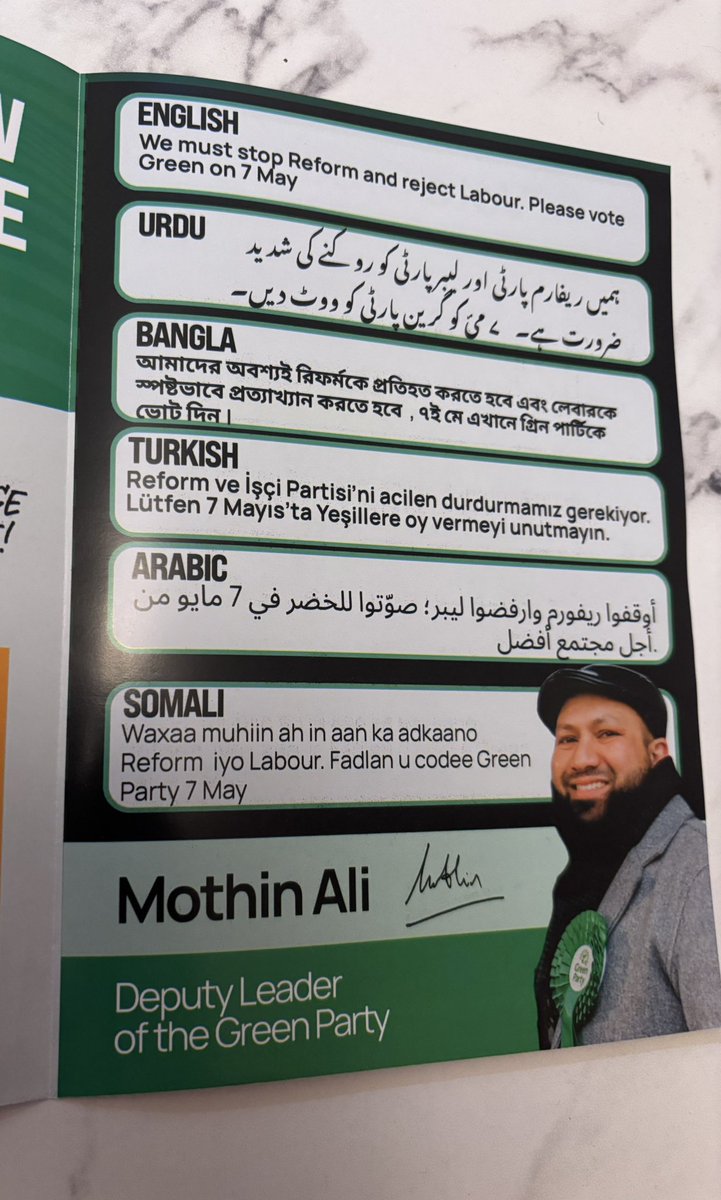 W
E
GE
!
ENGLISH
We must stop Reform and reject Labour. Please vote
Green on 7 May
URDU
ہمیں ریفارم پارٹی اور لیبر پارٹی کو روکنے کی شدید
ضرورت ہے۔ ۷ مئ کو گرین پارٹی کو ووٹ دیں۔
BANGLA
আমাদের অবশ্যই রিফর্মকে প্রতিহত করতে হবে এবং লেবারকে
স্পষ্টভাবে প্রত্যাখ্যান করতে হবে , ৭ই মে এখানে গ্রিন পার্টিকে
ভোট দিন।
TURKISH
Reform ve İşçi Partisi'ni acilen durdurmamız gerekiyor.
Lütfen 7 Mayıs'ta Yeşillere oy vermeyi unutmayın.
ARABIC
أوقفوا ريفورم وارفضوا ليبر؛ صوّتوا للخضر في 7 مايو من
أجل مجتمع أفضل.
SOMALI
Waxaa muhiin ah in aan ka adkaano
Reform iyo Labour. Fadlan u codee Green
Party 7 May
Mothin Ali
Green
Party
Deputy Leader
of the Green Party